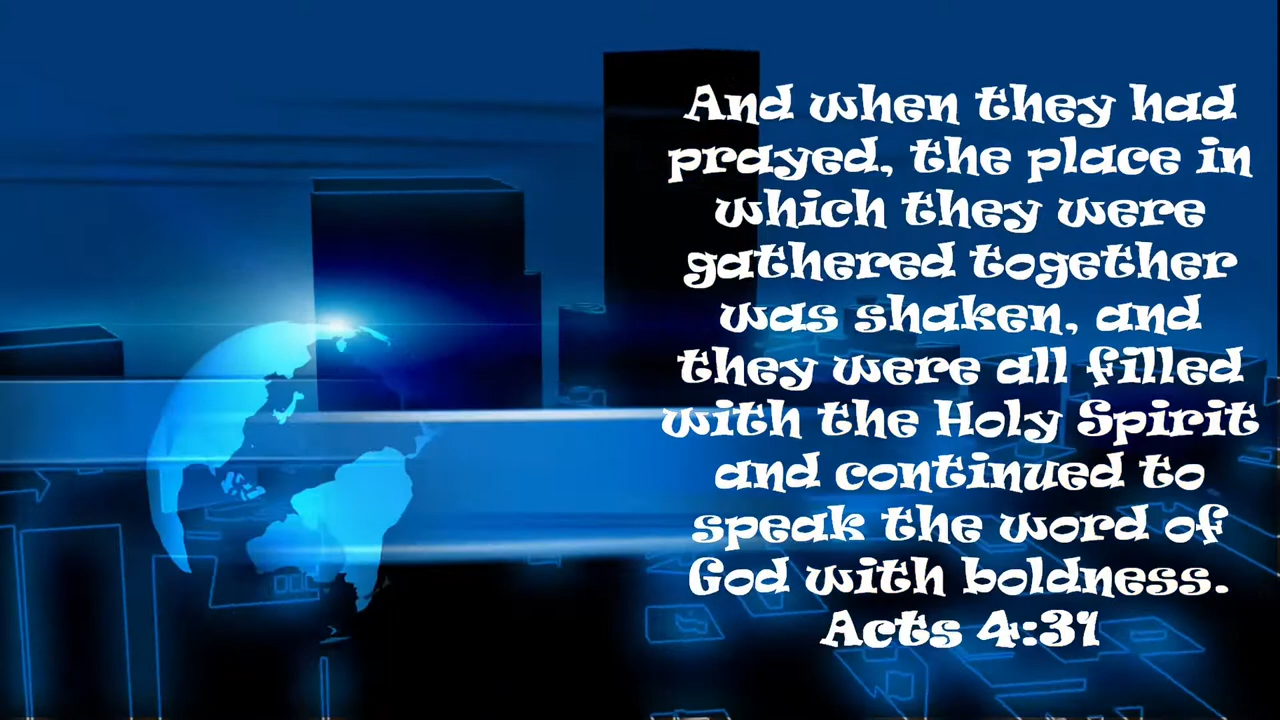 And when they had
prayed, the place in
which they were
gathered together
was shaken, and
they were all filled
with the Holy Spirit
and continued to
speak the word of
God with boldness.
Acts 4:31